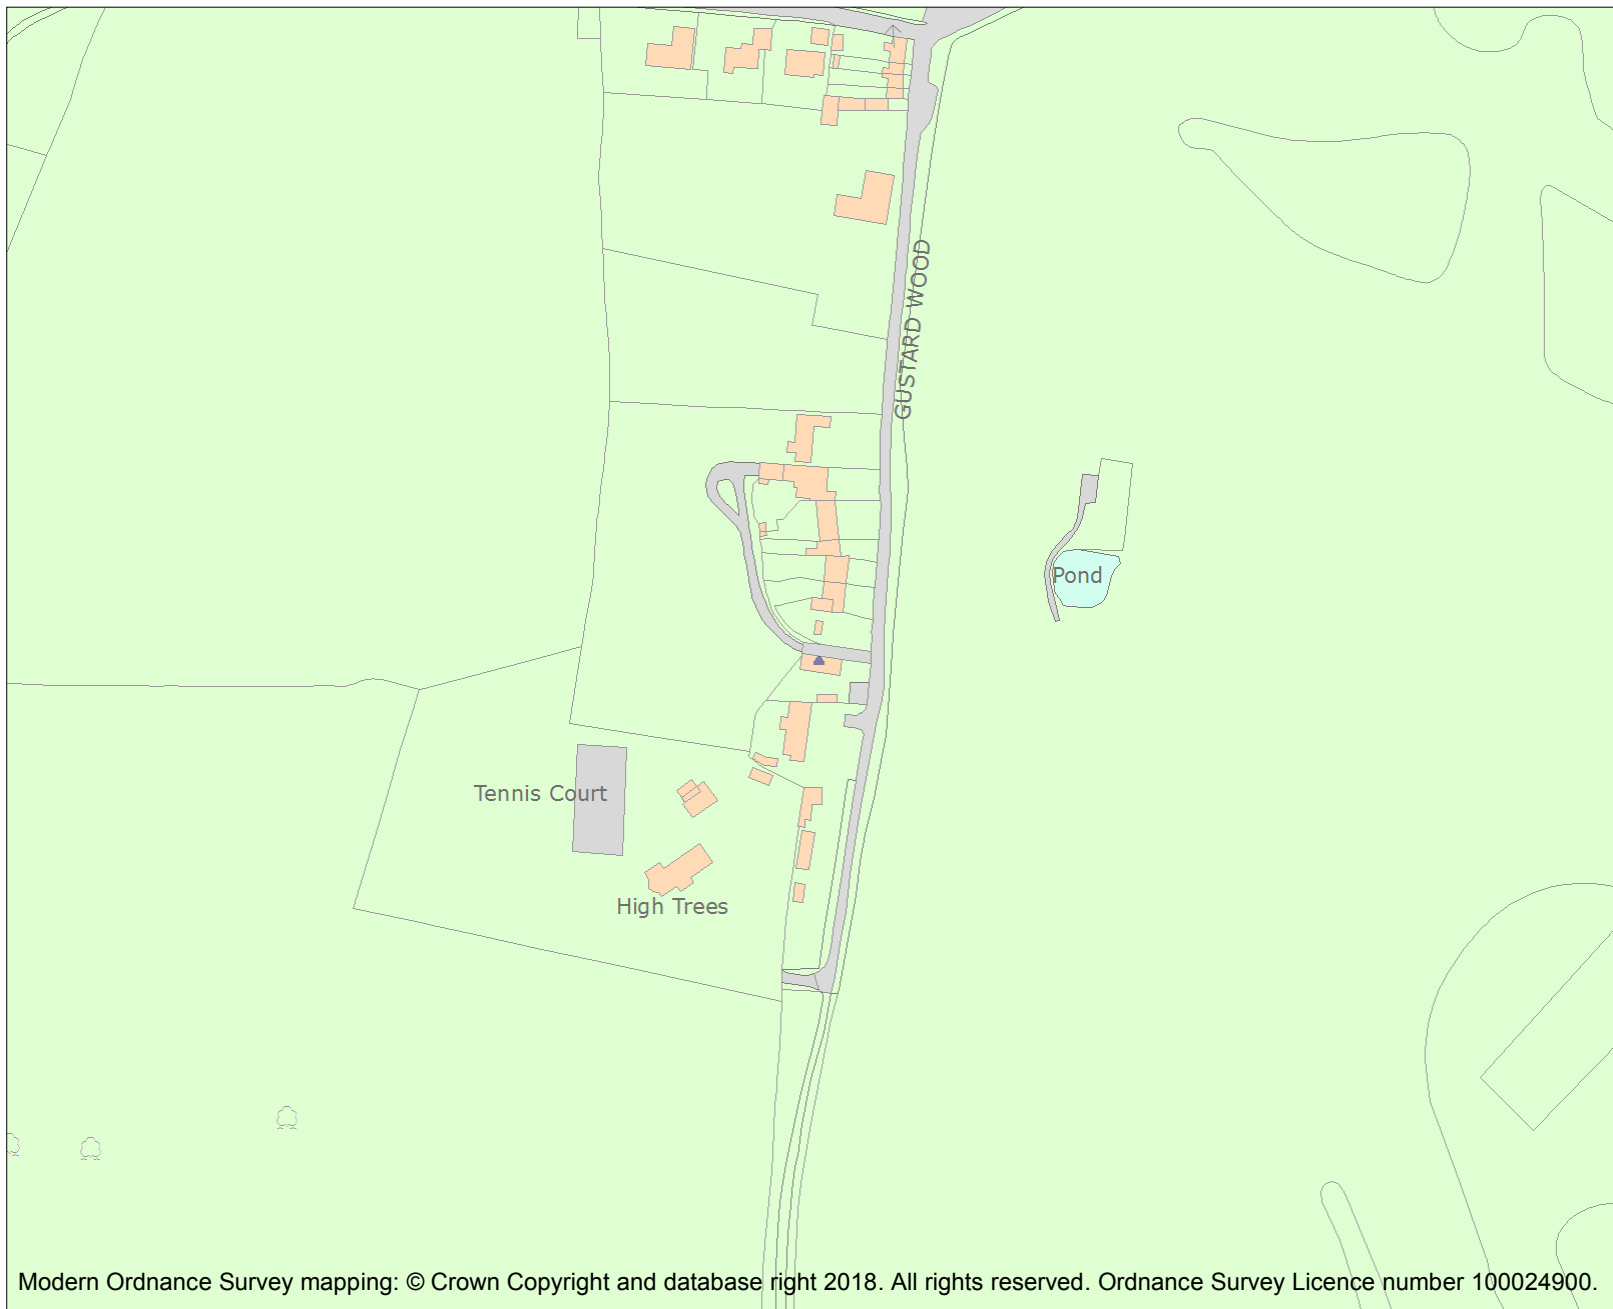 GUSTARD WOOD
Pond
Tennis Court
High Trees
Modern Ordnance Survey mapping: © Crown Copyright and database right 2018. All rights reserved. Ordnance Survey Licence number 100024900.